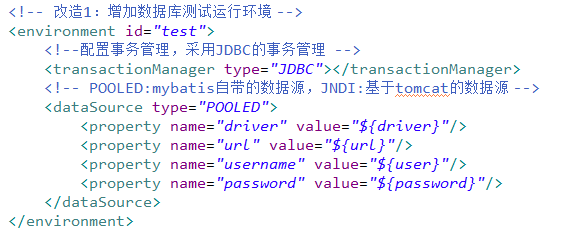 <!-- 改造1：增加数据库测试运行环境 -->
<environment id="test">
<!--配置事务管理，采用JDBC的事务管理 -->
<transactionManager type="JDBC"></transactionManager>
<!-- POOLED:mybatis自带的数据源，JNDI:基于tomcat的数据源 -->
<dataSource type="POOLED">
<property name="driver" value="${driver}"/>
<property name="url" value="${url}"/>
<property name="username" value="${user}"/>
<property name="password" value="${password}"/>
</dataSource>
</environment>